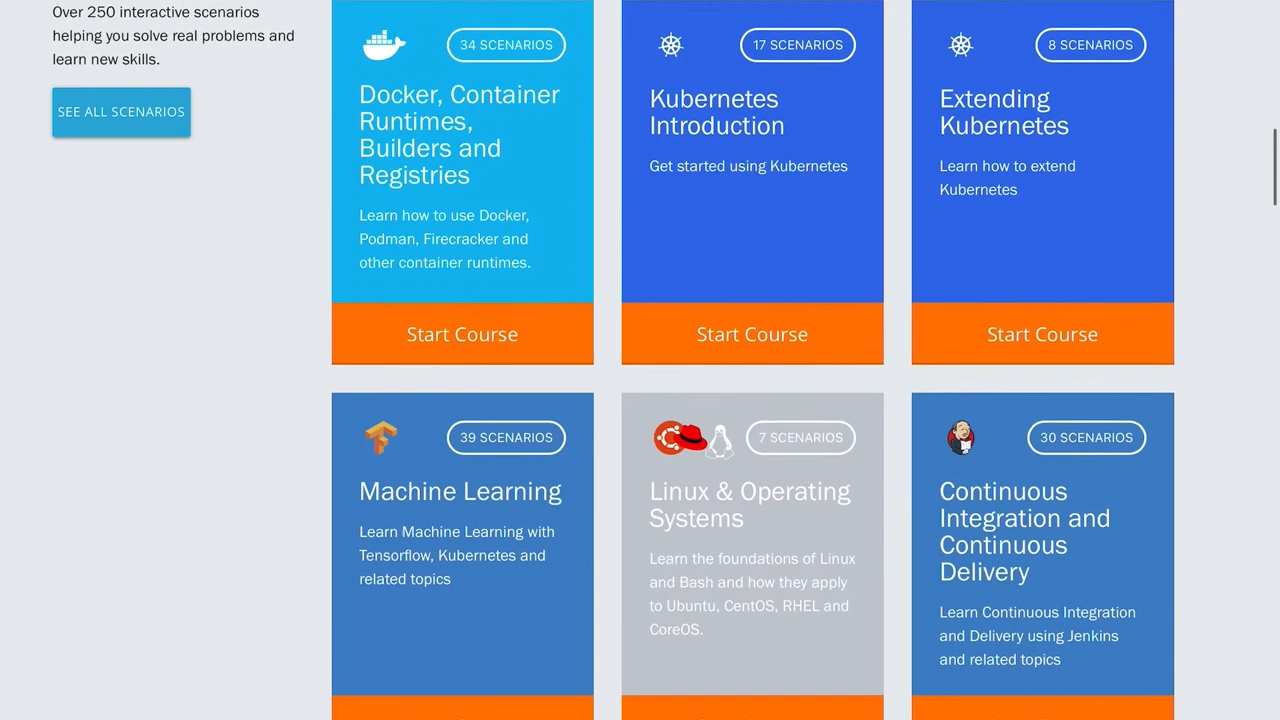 Over 250 interactive scenarios
helping you solve real problems and
learn new skills.
SEE ALL SCENARIOS
34 SCENARIOS
Docker, Container
Runtimes,
Builders and
Registries
Learn how to use Docker,
Podman, Firecracker and
other container runtimes.
Start Course
17 SCENARIOS
Kubernetes
Introduction
Get started using Kubernetes
Start Course
8 SCENARIOS
Extending
Kubernetes
Learn how to extend
Kubernetes
Start Course
39 SCENARIOS
Machine Learning
Learn Machine Learning with
Tensorflow, Kubernetes and
related topics
7 SCENARIOS
Linux & Operating
Systems
Learn the foundations of Linux
and Bash and how they apply
to Ubuntu, CentOS, RHEL and
CoreOS.
30 SCENARIOS
Continuous
Integration and
Continuous
Delivery
Learn Continuous Integration
and Delivery using Jenkins
and related topics